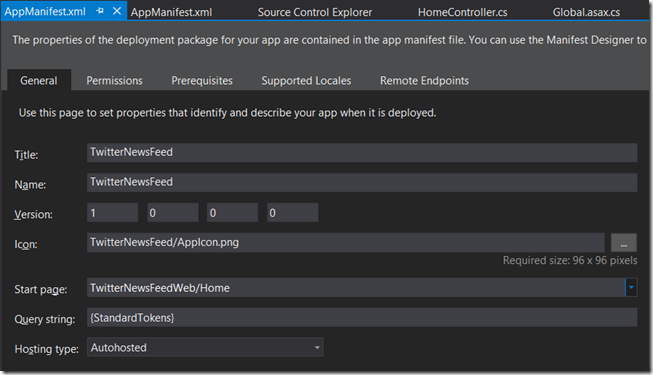 AppManifest.xml AppManifest.xml Source Control Explorer HomeController.cs Global.asax.cs
The properties of the deployment package for your app are contained in the app manifest file. You can use the Manifest Designer to
General Permissions Prerequisites Supported Locales Remote Endpoints
Use this page to set properties that identify and describe your app when it is deployed.
Title: TwitterNewsFeed
Name: TwitterNewsFeed
Version: 1 0 0 0
Icon: TwitterNewsFeed/AppIcon.png ...
Required size: 96 x 96 pixels
Start page: TwitterNewsFeedWeb/Home
Query string: {StandardTokens}
Hosting type: Autohosted